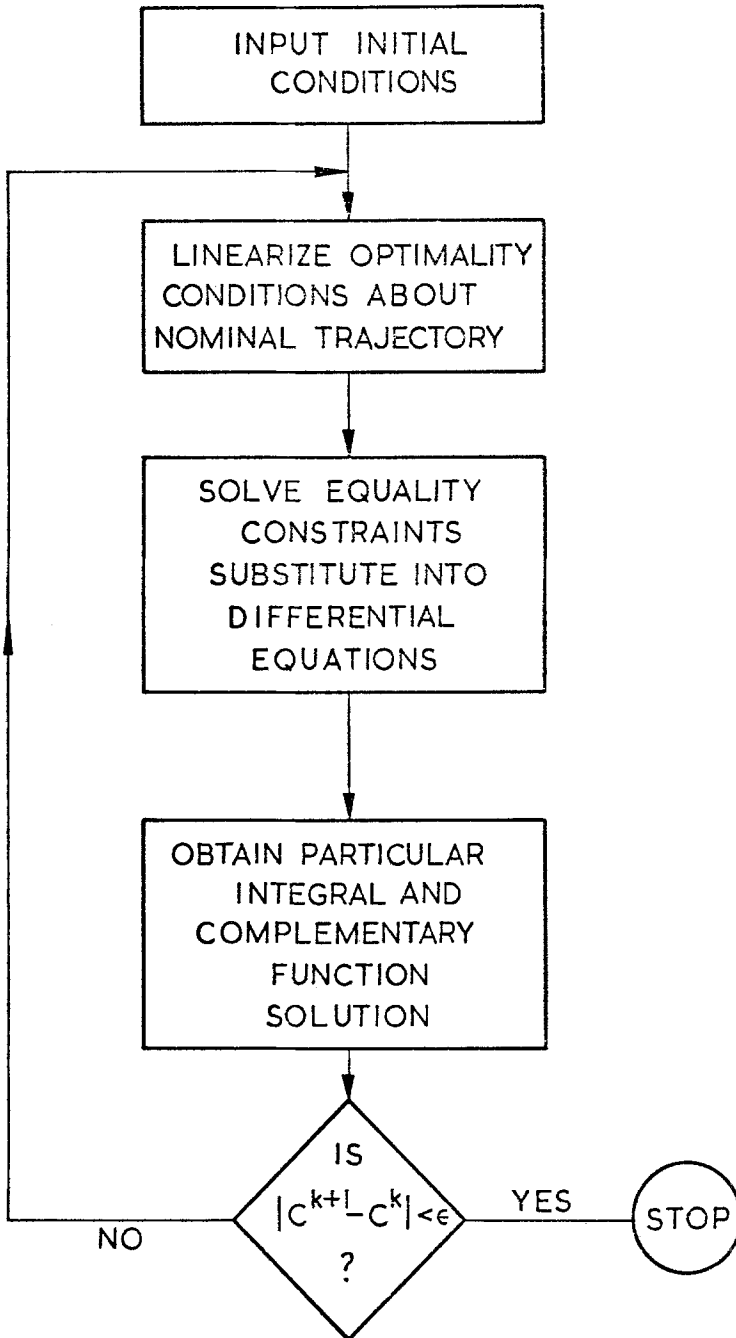 INPUT INITIAL
CONDITIONS
LINEARIZE OPTIMALITY
CONDITIONS ABOUT
NOMINAL TRAJECTORY
SOLVE EQUALITY
CONSTRAINTS
SUBSTITUTE INTO
DIFFERENTIAL
EQUATIONS
OBTAIN PARTICULAR
INTEGRAL AND
COMPLEMENTARY
FUNCTION
SOLUTION
IS
|C^{k+1}-C^{k}|<ϵ
?
NO
YES
STOP